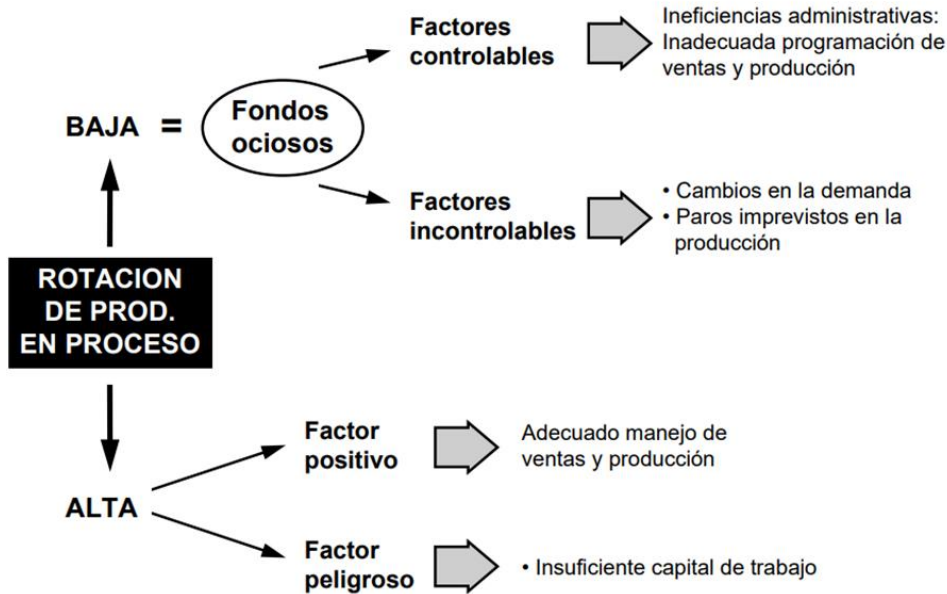 Factores
controlables
Ineficiencias administrativas:
Inadecuada programación de
ventas y producción
BAJA =
Fondos
ociosos
Factores
incontrolables
• Cambios en la demanda
• Paros imprevistos en la
producción
ROTACION
DE PROD.
EN PROCESO
Factor
positivo
Adecuado manejo de
ventas y producción
ALTA
Factor
peligroso
• Insuficiente capital de trabajo